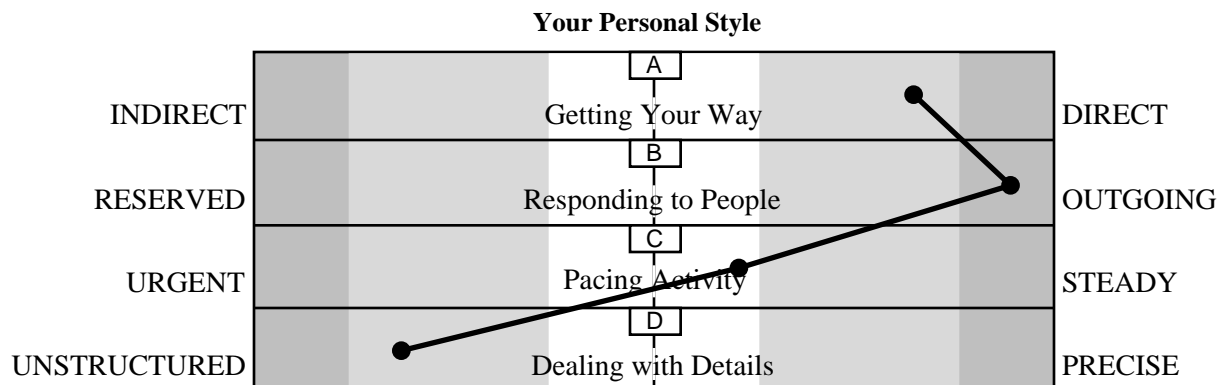 Your Personal Style
A
INDIRECT Getting Your Way DIRECT
B
RESERVED Responding to People OUTGOING
C
URGENT Pacing Activity STEADY
D
UNSTRUCTURED Dealing with Details PRECISE